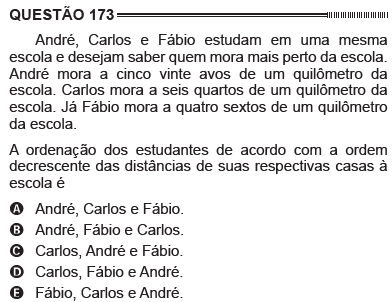 QUESTÃO 173
André, Carlos e Fábio estudam em uma mesma
escola e desejam saber quem mora mais perto da escola.
André mora a cinco vinte avos de um quilômetro da
escola. Carlos mora a seis quartos de um quilômetro da
escola. Já Fábio mora a quatro sextos de um quilômetro
da escola.
A ordenação dos estudantes de acordo com a ordem
decrescente das distâncias de suas respectivas casas à
escola é
A André, Carlos e Fábio.
B André, Fábio e Carlos.
C Carlos, André e Fábio.
D Carlos, Fábio e André.
E Fábio, Carlos e André.